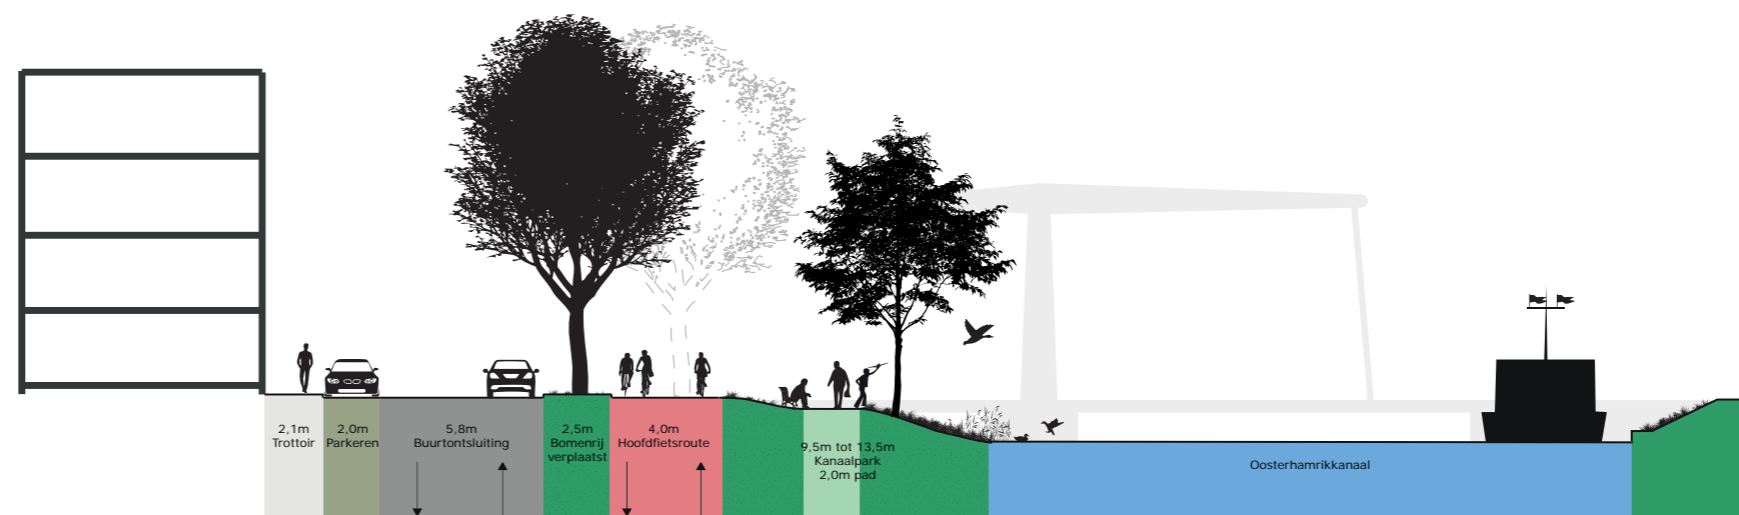 2,1m
Trottoir
2,0m
Parkeren
5,8m
Buurtontsluiting
2,5m
Bomenrij
verplaatst
4,0m
Hoofdfietsroute
9,5m tot 13,5m
Kanaalpark
2,0m pad
Oosterhamrikkanaal